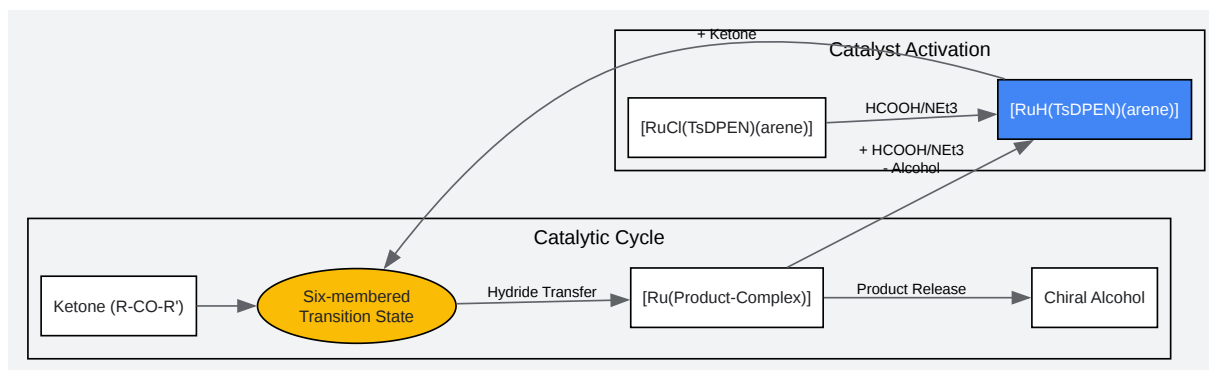 + Ketone
Catalyst Activation
[RuCl(TsDPEN)(arene)]
HCOOH/NEt3
[RuH(TsDPEN)(arene)]
+ HCOOH/NEt3
- Alcohol
Catalytic Cycle
Ketone (R-CO-R')
Six-membered
Transition State
Hydride Transfer
[Ru(Product-Complex)]
Product Release
Chiral Alcohol